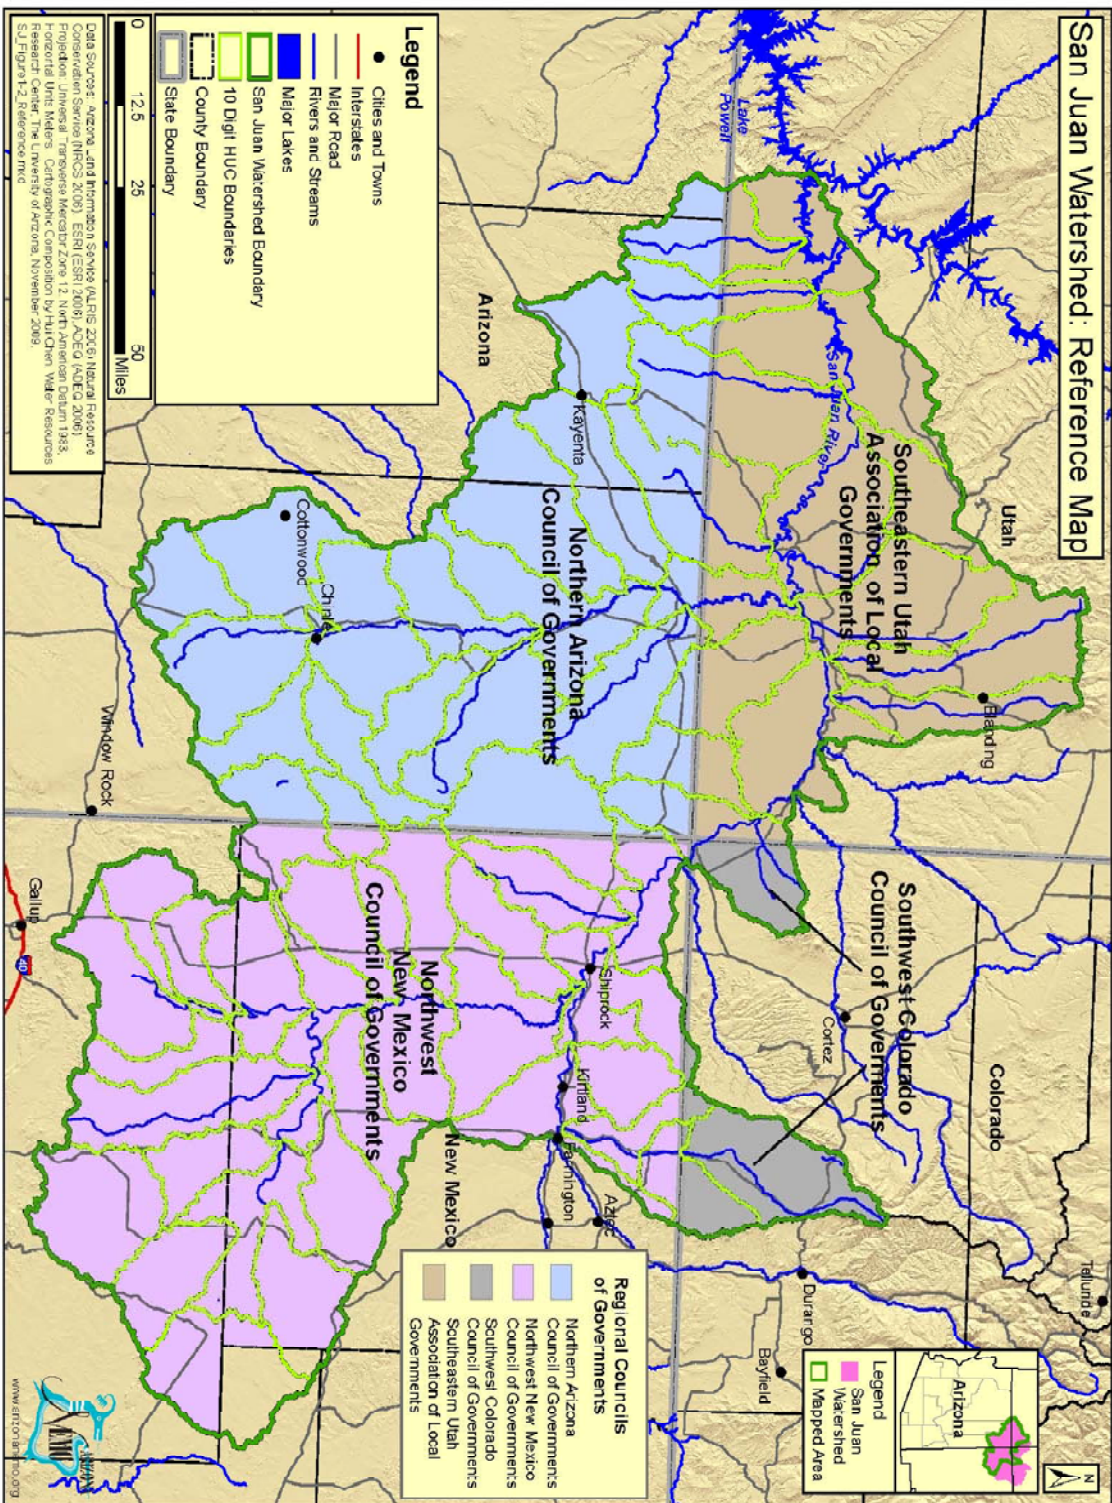 San Juan Watershed: Reference Map
Lake
Powell
San Juan River
Utah
Southeastern Utah
Association of Local
Governments
Blanding
Southwest Colorado
Council of Goverments
Cortez
Colorado
Telluride
Durango
Bayfield
Arizona
Kayenta
Northern Arizona
Council of Governments
Cottonwood
Chinle
Window Rock
Gallup
40
Shiprock
Kirtland
Farmington
Aztec
Northwest
New Mexico
Council of Governments
New Mexico
N
Arizona
Legend
San Juan
Watershed
Mapped Area
Regional Councils
of Governments
Northern Arizona
Council of Governments
Northwest New Mexico
Council of Governments
Southwest Colorado
Council of Governments
Southeastern Utah
Association of Local
Governments
Legend
Cities and Towns
Interstates
Major Road
Rivers and Streams
Major Lakes
San Juan Watershed Boundary
10 Digit HUC Boundaries
County Boundary
State Boundary
0 12.5 25 50
Miles
Data Sources: Arizona Land Information Service (ALRIS 2006) Natural Resource
Conservation Service (NRCS 2006), ESRI (ESRI 2006), ADEQ (ADEQ 2006)
Projection: Universal Transverse Mercator Zone 12, North American Datum 1983,
Horizontal Units Meters. Cartographic Composition by Hui Chen, Water Resources
Research Center, The University of Arizona, November 2009.
SJ_Figure1-2_Reference.mxd
ARIZONA
NEMO
www.arizonanemo.org